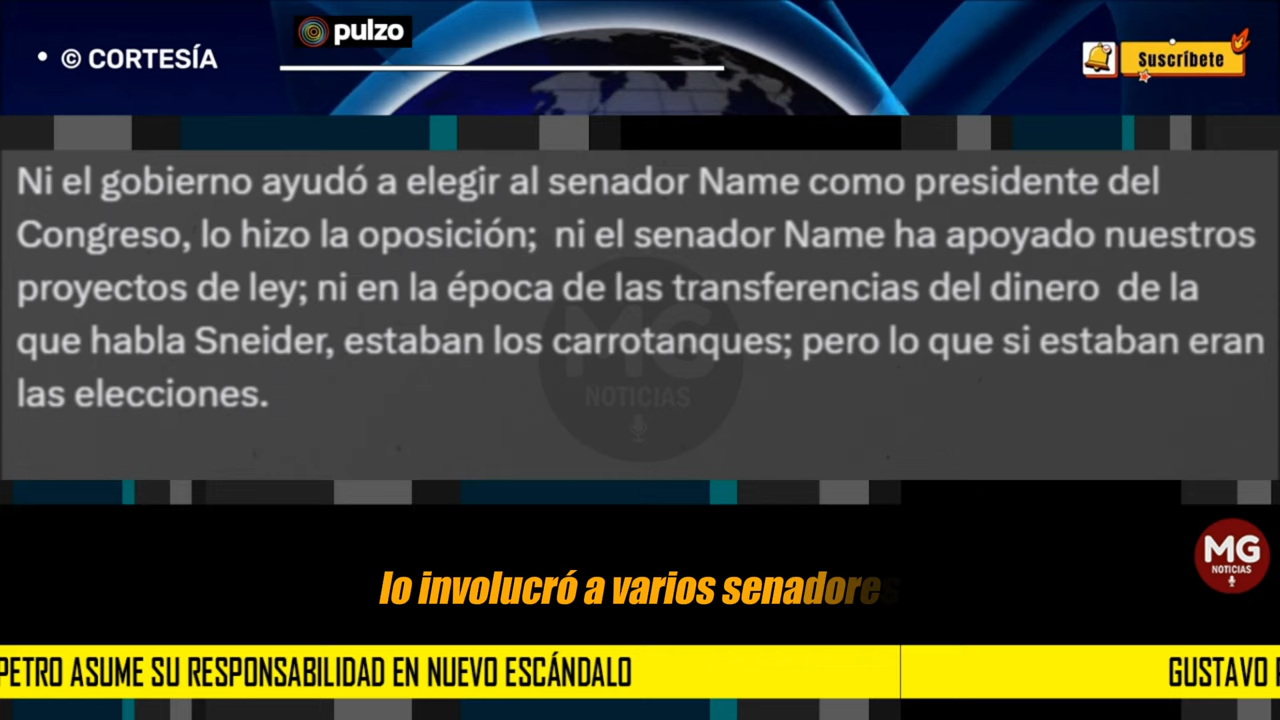 • © CORTESÍA
pulzo
Suscríbete
Ni el gobierno ayudó a elegir al senador Name como presidente del
Congreso, lo hizo la oposición;  ni el senador Name ha apoyado nuestros
proyectos de ley; ni en la época de las transferencias del dinero  de la
que habla Sneider, estaban los carrotanques; pero lo que si estaban eran
las elecciones.
MG
NOTICIAS
lo involucró a varios senadores
MG
NOTICIAS
PETRO ASUME SU RESPONSABILIDAD EN NUEVO ESCÁNDALO
GUSTAVO